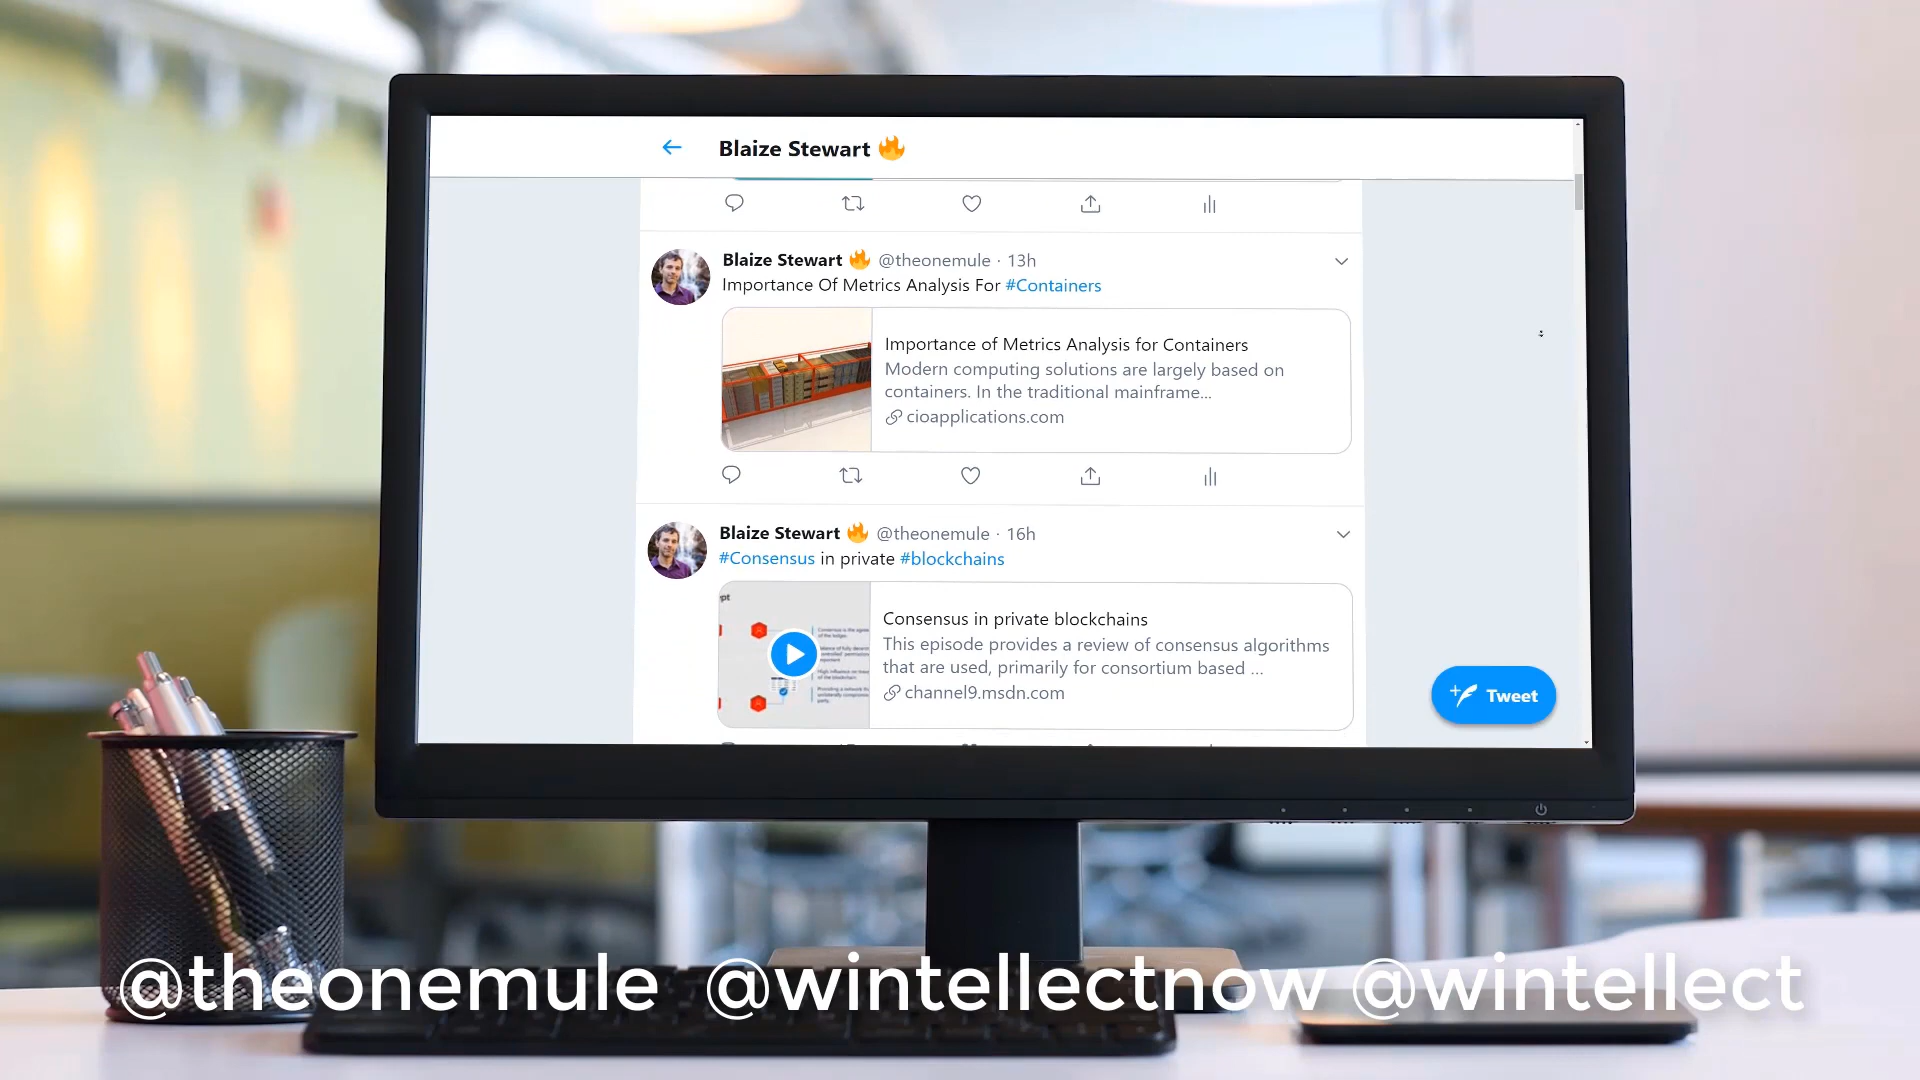 Blaize Stewart 🔥
Blaize Stewart 🔥 @theonemule · 13h
Importance Of Metrics Analysis For #Containers
Importance of Metrics Analysis for Containers
Modern computing solutions are largely based on
containers. In the traditional mainframe...
cioapplications.com
Blaize Stewart 🔥 @theonemule · 16h
#Consensus in private #blockchains
Consensus in private blockchains
This episode provides a review of consensus algorithms
that are used, primarily for consortium based ...
channel9.msdn.com
Tweet
@theonemule @wintellectnow @wintellect